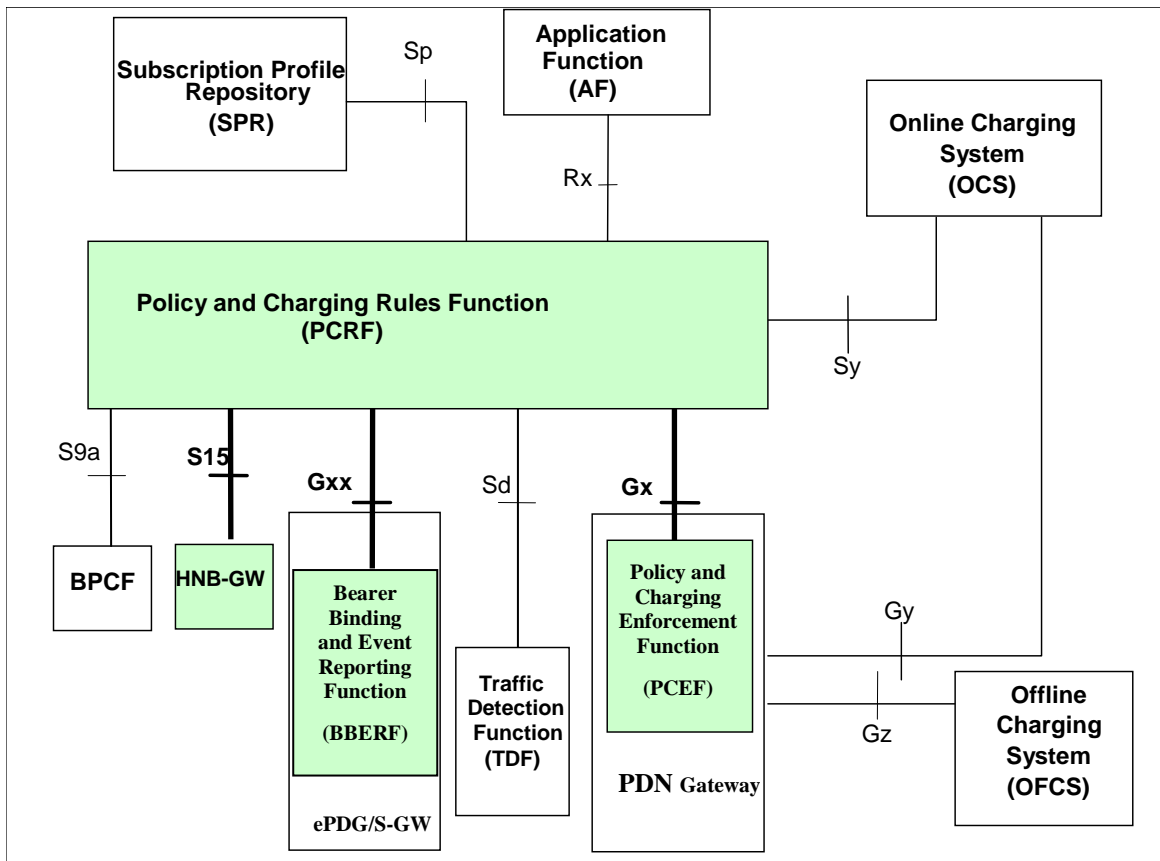 Subscription Profile
Repository
(SPR)
Sp
Application
Function
(AF)
Online Charging
System
(OCS)
Rx
Policy and Charging Rules Function
(PCRF)
Sy
S9a
S15
Gxx
Sd
Gx
BPCF
HNB-GW
Bearer
Binding
and Event
Reporting
Function
(BBERF)
ePDG/S-GW
Traffic
Detection
Function
(TDF)
Policy and
Charging
Enforcement
Function
(PCEF)
PDN Gateway
Gy
Gz
Offline
Charging
System
(OFCS)